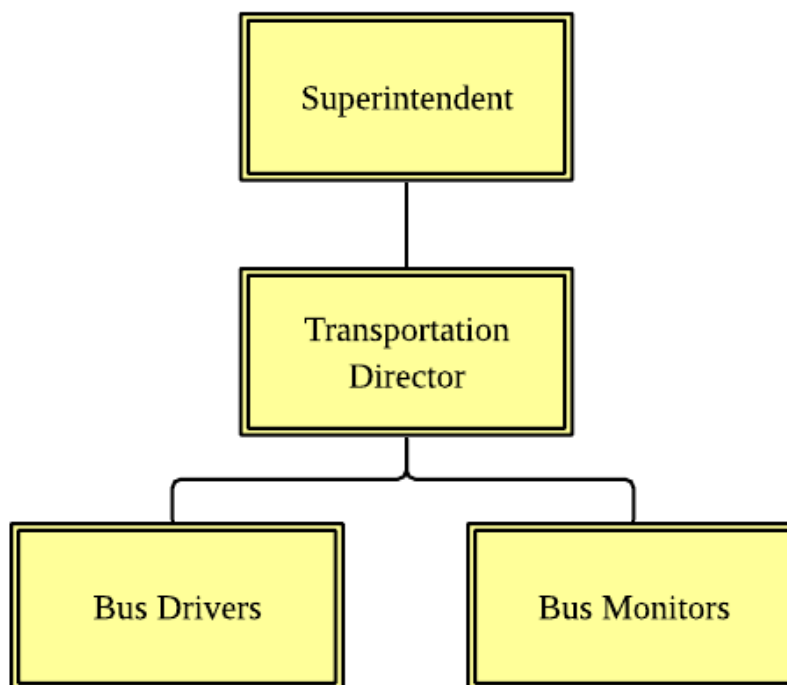 Superintendent
Transportation
Director
Bus Drivers
Bus Monitors